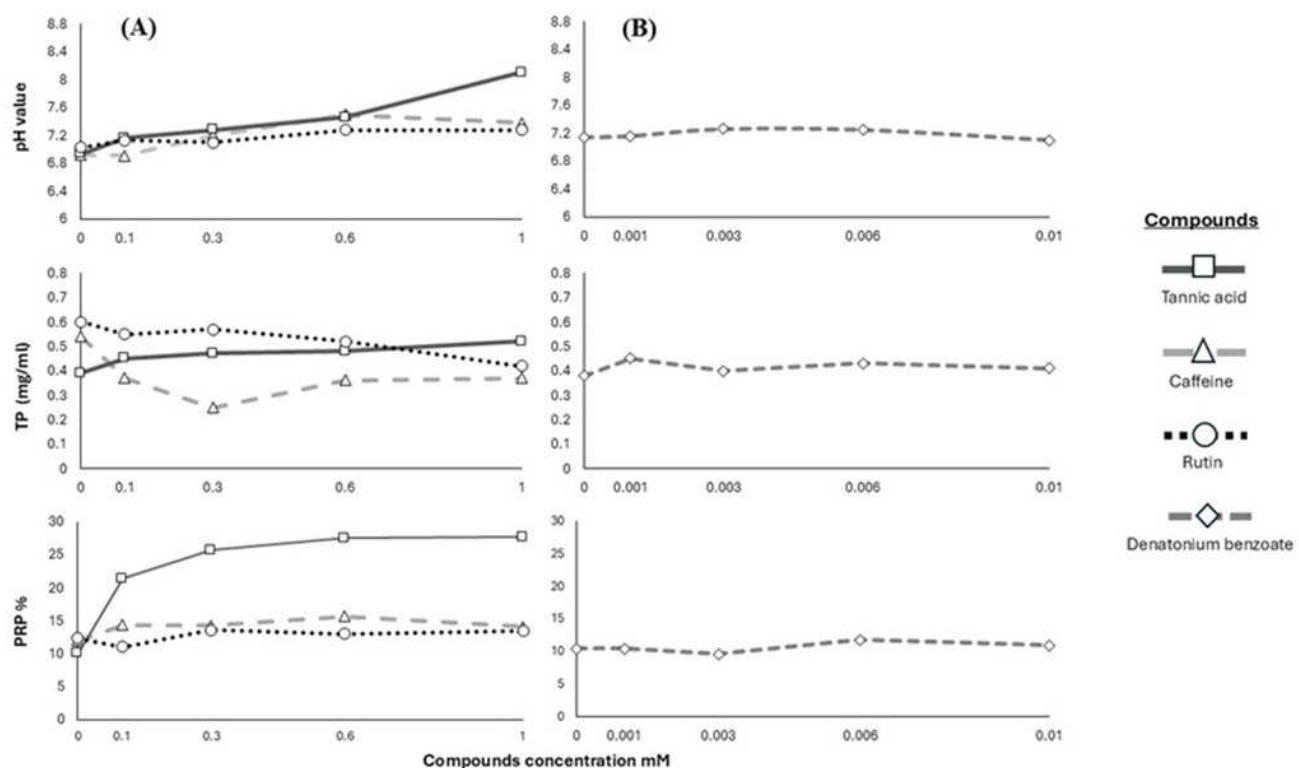 (A)
pH value
8.8
8.4
8
7.6
7.2
6.8
6.4
6
0 0.1 0.3 0.6 1
(B)
8.8
8.4
8
7.6
7.2
6.8
6.4
6
0 0.001 0.003 0.006 0.01
TP (mg/ml)
0.8
0.7
0.6
0.5
0.4
0.3
0.2
0.1
0
0 0.1 0.3 0.6 1
0.8
0.7
0.6
0.5
0.4
0.3
0.2
0.1
0
0 0.001 0.003 0.006 0.01
PRP %
30
25
20
15
10
5
0
0 0.1 0.3 0.6 1
30
25
20
15
10
5
0
0 0.001 0.003 0.006 0.01
Compounds concentration mM
Compounds
Tannic acid
Caffeine
Rutin
Denatonium benzoate